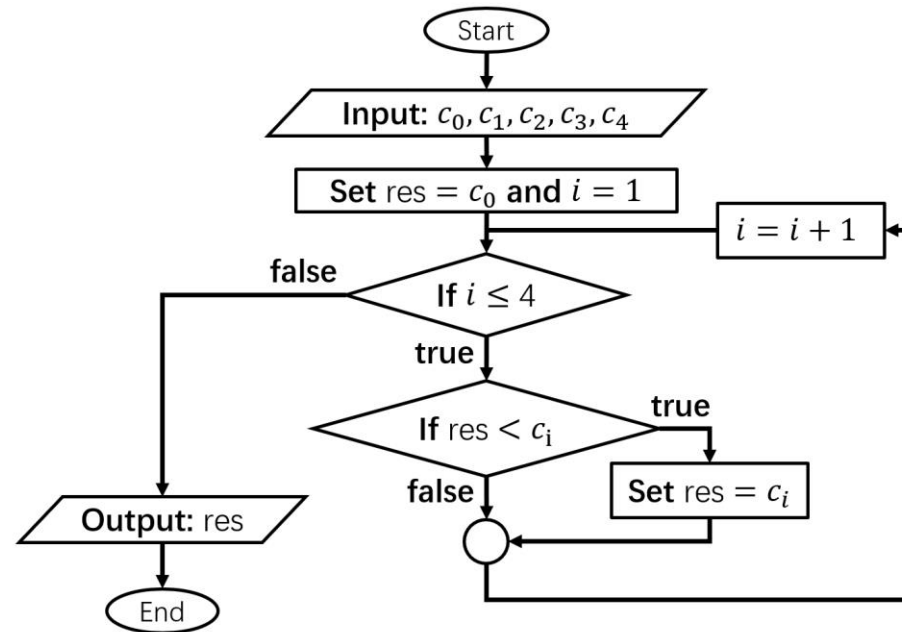 Start
Input: c₀, c₁, c₂, c₃, c₄
Set res = c₀ and i = 1
i = i + 1
false
If i ≤ 4
true
If res < cᵢ
true
false
Set res = cᵢ
Output: res
End